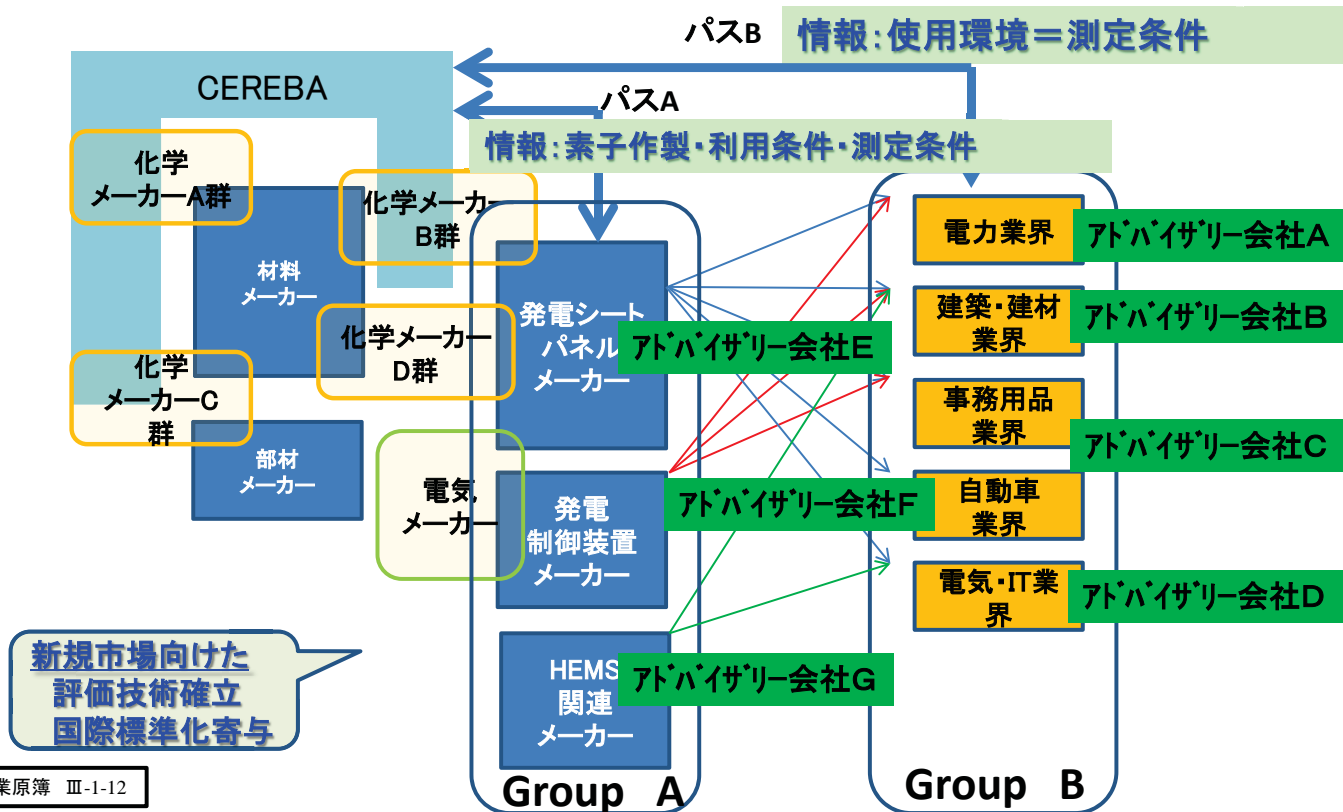 パスB
情報:使用環境=測定条件
CEREBA
パスA
情報:素子作製・利用条件・測定条件
化学
メーカーA群
化学メーカー
B群
材料
メーカー
化学メーカー
D群
化学
メーカーC
群
部材
メーカー
電気
メーカー
発電シート
パネル
メーカー
アドバイザリー会社E
発電
制御装置
メーカー
アドバイザリー会社F
HEMS
関連
メーカー
アドバイザリー会社G
Group A
電力業界
アドバイザリー会社A
建築・建材
業界
アドバイザリー会社B
事務用品
業界
アドバイザリー会社C
自動車
業界
電気・IT業
界
アドバイザリー会社D
Group B
新規市場向けた
評価技術確立
国際標準化寄与
業原簿 Ⅲ-1-12